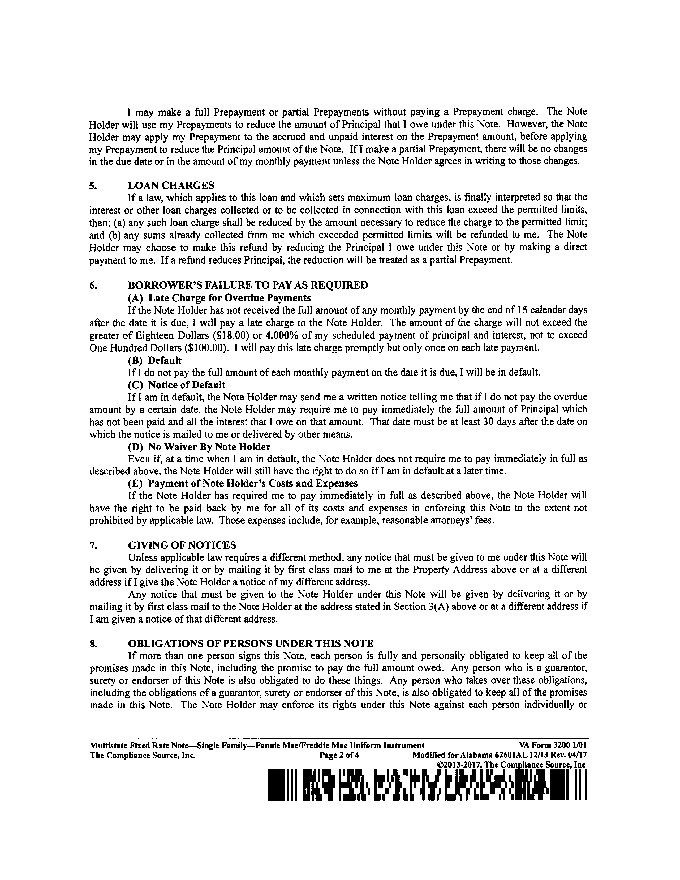 I may make a full Prepayment or partial Prepayments without paying a Prepayment charge. The Note
Holder will use my Prepayments to reduce the amount of Principal that I owe under this Note. However, the Note
Holder may apply my Prepayment to the accrued and unpaid interest on the Prepayment amount, before applying
my Prepayment to reduce the Principal amount of the Note. If I make a partial Prepayment, there will be no changes
in the due date or in the amount of my monthly payment unless the Note Holder agrees in writing to those changes.
5. LOAN CHARGES
If a law, which applies to this loan and which sets maximum loan charges, is finally interpreted so that the
interest or other loan charges collected or to be collected in connection with this loan exceed the permitted limits,
then: (a) any such loan charge shall be reduced by the amount necessary to reduce the charge to the permitted limit;
and (b) any sums already collected from me which exceeded permitted limits will be refunded to me. The Note
Holder may choose to make this refund by reducing the Principal I owe under this Note or by making a direct
payment to me. If a refund reduces Principal, the reduction will be treated as a partial Prepayment.
6. BORROWER'S FAILURE TO PAY AS REQUIRED
(A) Late Charge for Overdue Payments
If the Note Holder has not received the full amount of any monthly payment by the end of 15 calendar days
after the date it is due, I will pay a late charge to the Note Holder. The amount of the charge will not exceed the
greater of Eighteen Dollars ($18.00) or 4.000% of my scheduled payment of principal and interest, not to exceed
One Hundred Dollars ($100.00). I will pay this late charge promptly but only once on each late payment.
(B) Default
If I do not pay the full amount of each monthly payment on the date it is due, I will be in default.
(C) Notice of Default
If I am in default, the Note Holder may send me a written notice telling me that if I do not pay the overdue
amount by a certain date, the Note Holder may require me to pay immediately the full amount of Principal which
has not been paid and all the interest that I owe on that amount. That date must be at least 30 days after the date on
which the notice is mailed to me or delivered by other means.
(D) No Waiver By Note Holder
Even if, at a time when I am in default, the Note Holder does not require me to pay immediately in full as
described above, the Note Holder will still have the right to do so if I am in default at a later time.
(E) Payment of Note Holder's Costs and Expenses
If the Note Holder has required me to pay immediately in full as described above, the Note Holder will
have the right to be paid back by me for all of its costs and expenses in enforcing this Note to the extent not
prohibited by applicable law. Those expenses include, for example, reasonable attorneys' fees.
7. GIVING OF NOTICES
Unless applicable law requires a different method, any notice that must be given to me under this Note will
be given by delivering it or by mailing it by first class mail to me at the Property Address above or at a different
address if I give the Note Holder a notice of my different address.
Any notice that must be given to the Note Holder under this Note will be given by delivering it or by
mailing it by first class mail to the Note Holder at the address stated in Section 3(A) above or at a different address if
I am given a notice of that different address.
8. OBLIGATIONS OF PERSONS UNDER THIS NOTE
If more than one person signs this Note, each person is fully and personally obligated to keep all of the
promises made in this Note, including the promise to pay the full amount owed. Any person who is a guarantor,
surety or endorser of this Note is also obligated to do these things. Any person who takes over these obligations,
including the obligations of a guarantor, surety or endorser of this Note, is also obligated to keep all of the promises
made in this Note. The Note Holder may enforce its rights under this Note against each person individually or
Multistate Fixed Rate Note—Single Family—Fannie Mae/Freddie Mac Uniform Instrument VA Form 3200 1/01
The Compliance Source, Inc. Page 2 of 4 Modified for Alabama 67601AL 12/13 Rev. 04/17
©2013-2017, The Compliance Source, Inc.